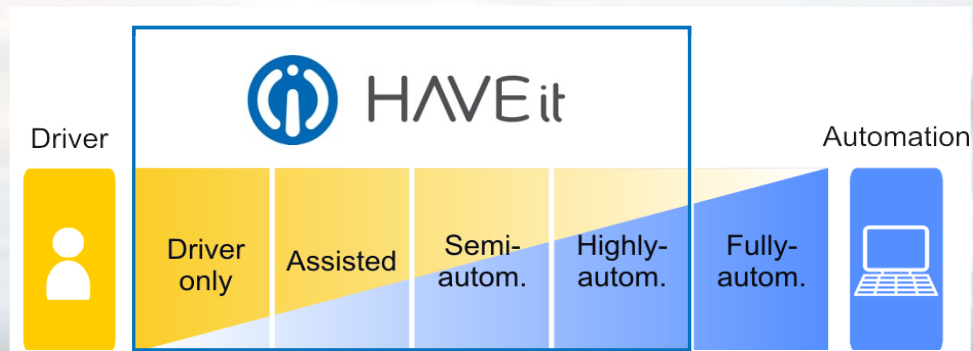 HAVEit
Driver
Automation
Driver
only
Assisted
Semi-
autom.
Highly-
autom.
Fully-
autom.